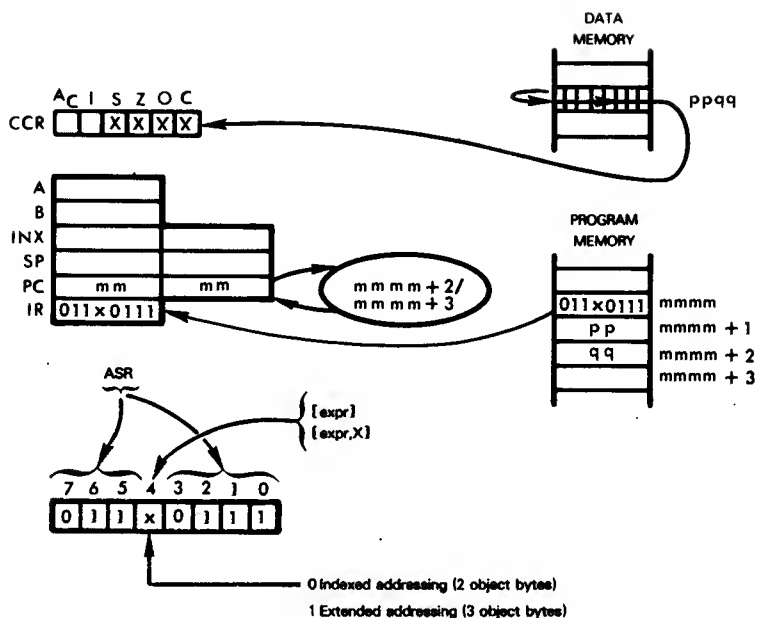 DATA
MEMORY
AC I S Z O C
CCR X X X X
ppqq
A
B
INX
SP
PC mm mm
IR 011x0111
mmmm + 2/
mmmm + 3
PROGRAM
MEMORY
011x0111 mmmm
pp mmmm + 1
qq mmmm + 2
mmmm + 3
ASR
[expr]
[expr,X]
7 6 5 4 3 2 1 0
0 1 1 x 0 1 1 1
0 Indexed addressing (2 object bytes)
1 Extended addressing (3 object bytes)